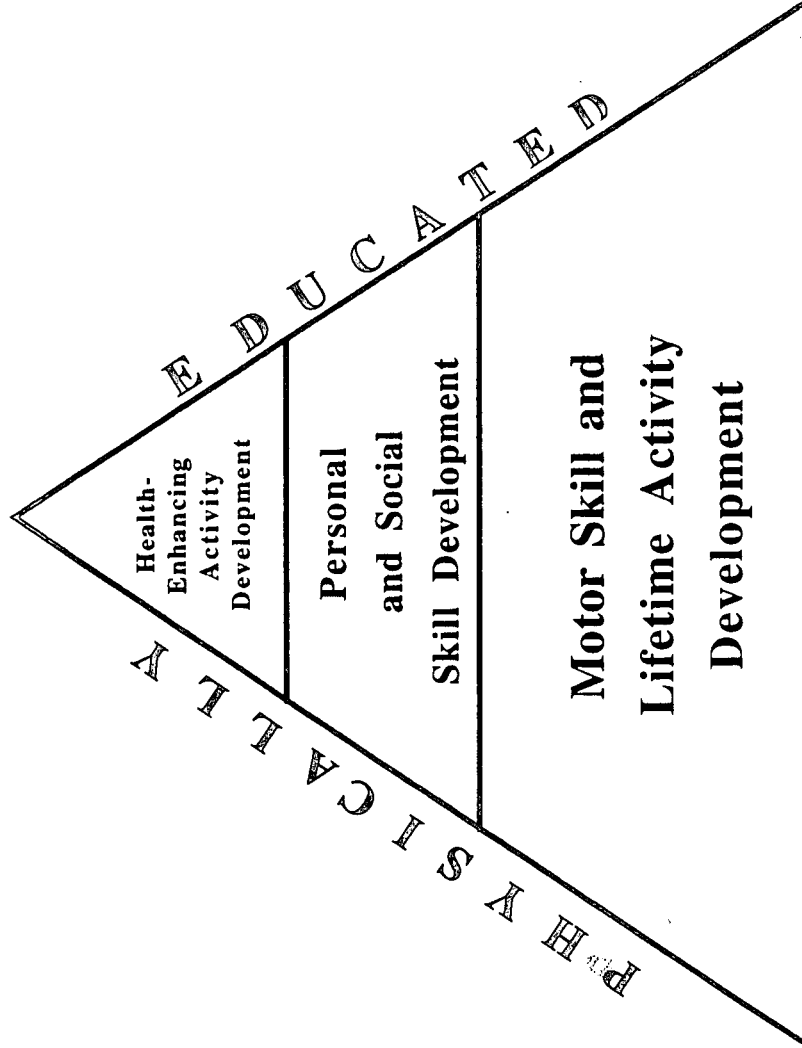 PHYSICALLY
EDUCATED
Health-
Enhancing
Activity
Development
Personal
and Social
Skill Development
Motor Skill and
Lifetime Activity
Development